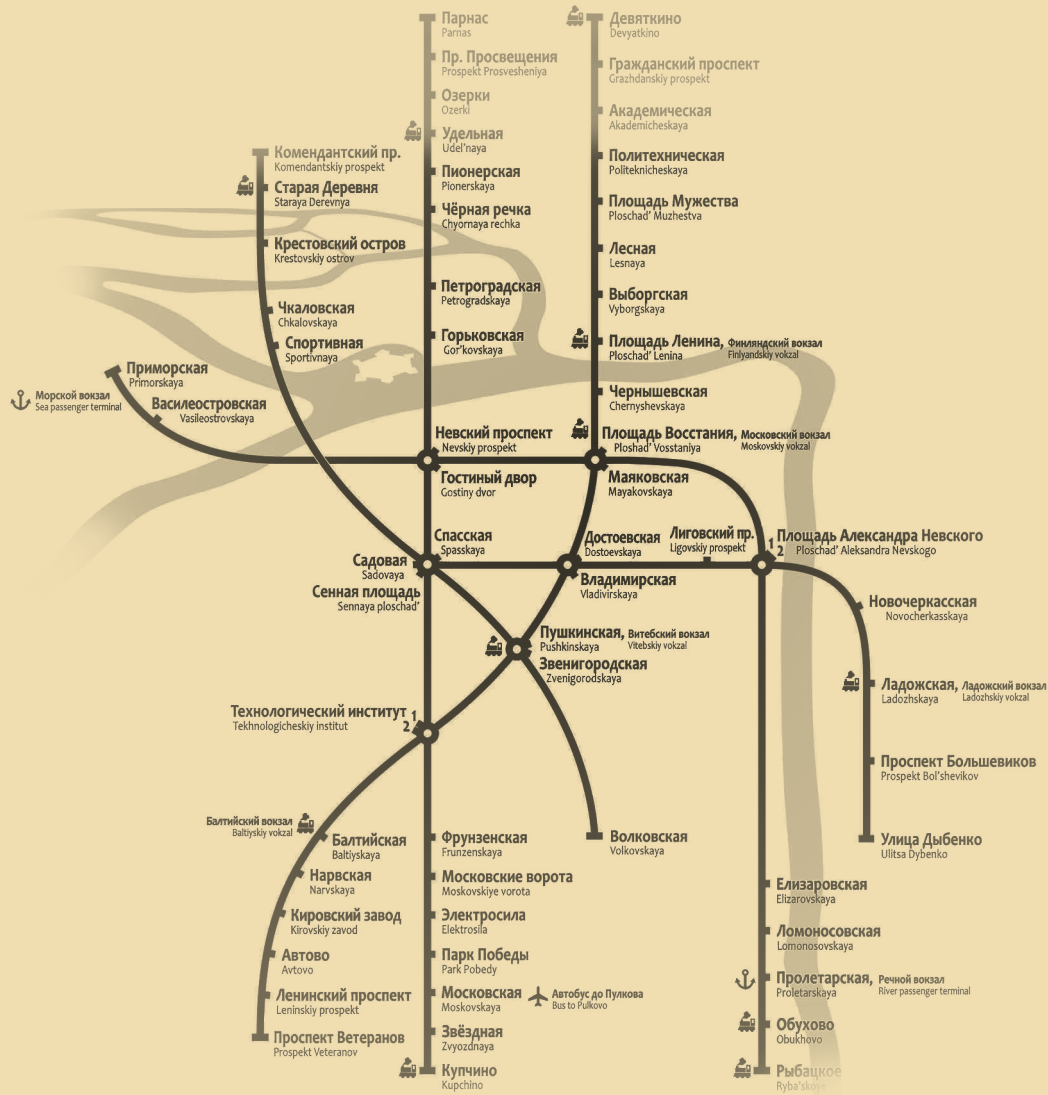 Парнас
Parnas
Пр. Просвещения
Prospekt Prosvesheniya
Озерки
Ozerki
Удельная
Udel'naya
Пионерская
Pionerskaya
Чёрная речка
Chyornaya rechka
Петроградская
Petrogradskaya
Горьковская
Gor'kovskaya
Девяткино
Devyatkino
Гражданский проспект
Grazhdanskiy prospekt
Академическая
Akademicheskaya
Политехническая
Politeknicheskaya
Площадь Мужества
Ploschad' Muzhestva
Лесная
Lesnaya
Выборгская
Vyborgskaya
Площадь Ленина, Финляндский вокзал
Ploschad' Lenina Finlyandskiy vokzal
Чернышевская
Chernyshevskaya
Комендантский пр.
Komendantskiy prospekt
Старая Деревня
Staraya Derevnya
Крестовский остров
Krestovskiy ostrov
Чкаловская
Chkalovskaya
Спортивная
Sportivnaya
Приморская
Primorskaya
Морской вокзал
Sea passenger terminal
Василеостровская
Vasileostrovskaya
Невский проспект
Nevskiy prospekt
Гостиный двор
Gostiny dvor
Площадь Восстания, Московский вокзал
Ploshad' Vosstaniya Moskovskiy vokzal
Маяковская
Mayakovskaya
Спасская
Spasskaya
Садовая
Sadovaya
Сенная площадь
Sennaya ploschad'
Достоевская
Dostoevskaya
Владимирская
Vladivirskaya
Лиговский пр.
Ligovskiy prospekt
1 Площадь Александра Невского
2 Ploschad' Aleksandra Nevskogo
Новочеркасская
Novocherkasskaya
Ладожская, Ладожский вокзал
Ladozhskaya Ladozhskiy vokzal
Проспект Большевиков
Prospekt Bol'shevikov
Улица Дыбенко
Ulitsa Dybenko
Пушкинская, Витебский вокзал
Pushkinskaya Vitebskiy vokzal
Звенигородская
Zvenigorodskaya
Технологический институт 1
Tekhnologicheskiy institut 2
Волковская
Volkovskaya
Балтийский вокзал
Baltiyskiy vokzal
Балтийская
Baltiyskaya
Нарвская
Narvskaya
Кировский завод
Kirovskiy zavod
Автово
Avtovo
Ленинский проспект
Leninskiy prospekt
Проспект Ветеранов
Prospekt Veteranov
Фрунзенская
Frunzenskaya
Московские ворота
Moskovskiye vorota
Электросила
Elektrosila
Парк Победы
Park Pobedy
Московская Автобус до Пулкова
Moskovskaya Bus to Pulkovo
Звёздная
Zvyozdnaya
Купчино
Kupchino
Елизаровская
Elizarovskaya
Ломоносовская
Lomonosovskaya
Пролетарская, Речной вокзал
Proletarskaya River passenger terminal
Обухово
Obukhovo
Рыбацкое
Ryba'skoye